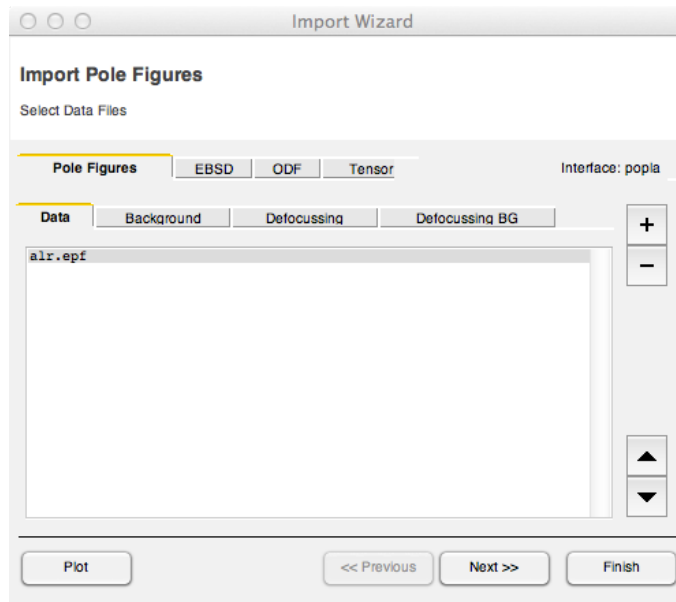 Import Wizard
Import Pole Figures
Select Data Files
Pole Figures EBSD ODF Tensor Interface: popla
Data Background Defocussing Defocussing BG
+
alr.epf
−
Plot << Previous Next >> Finish